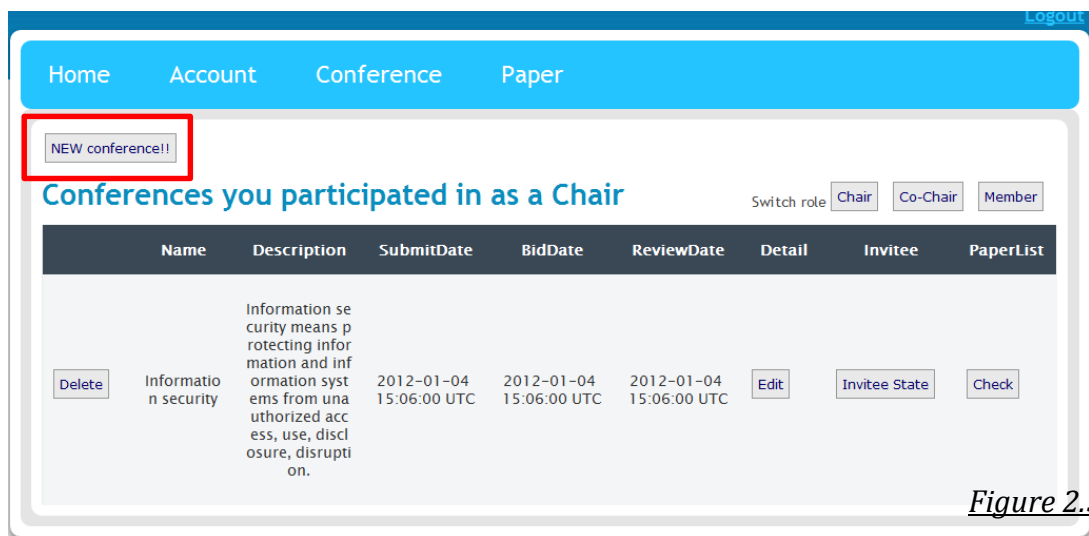 Logout
Home Account Conference Paper
NEW conference!!
Conferences you participated in as a Chair
Switch role Chair Co-Chair Member
Name Description SubmitDate BidDate ReviewDate Detail Invitee PaperList
Information se
curity means p
rotecting infor
mation and inf
Delete Informatio ormation syst 2012-01-04 2012-01-04 2012-01-04 Edit Invitee State Check
n security ems from una 15:06:00 UTC 15:06:00 UTC 15:06:00 UTC
uthorized acc
ess, use, discl
osure, disrupti
on.
Figure 2.